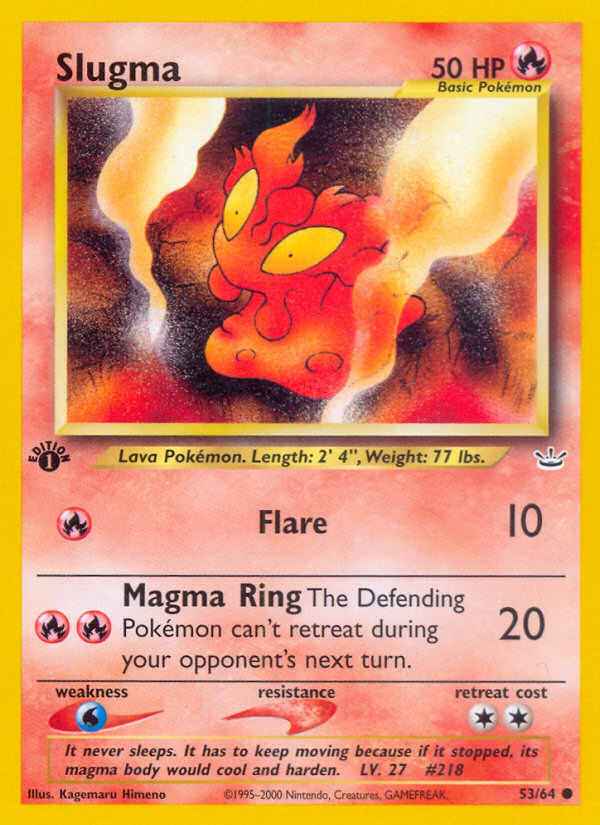 Slugma 50 HP
Basic Pokémon
EDITION 1
Lava Pokémon. Length: 2' 4", Weight: 77 lbs.
Flare 10
Magma Ring The Defending
Pokémon can't retreat during
your opponent's next turn.
20
weakness resistance retreat cost
It never sleeps. It has to keep moving because if it stopped, its
magma body would cool and harden. LV. 27 #218
Illus. Kagemaru Himeno ©1995-2000 Nintendo, Creatures, GAMEFREAK. 53/64